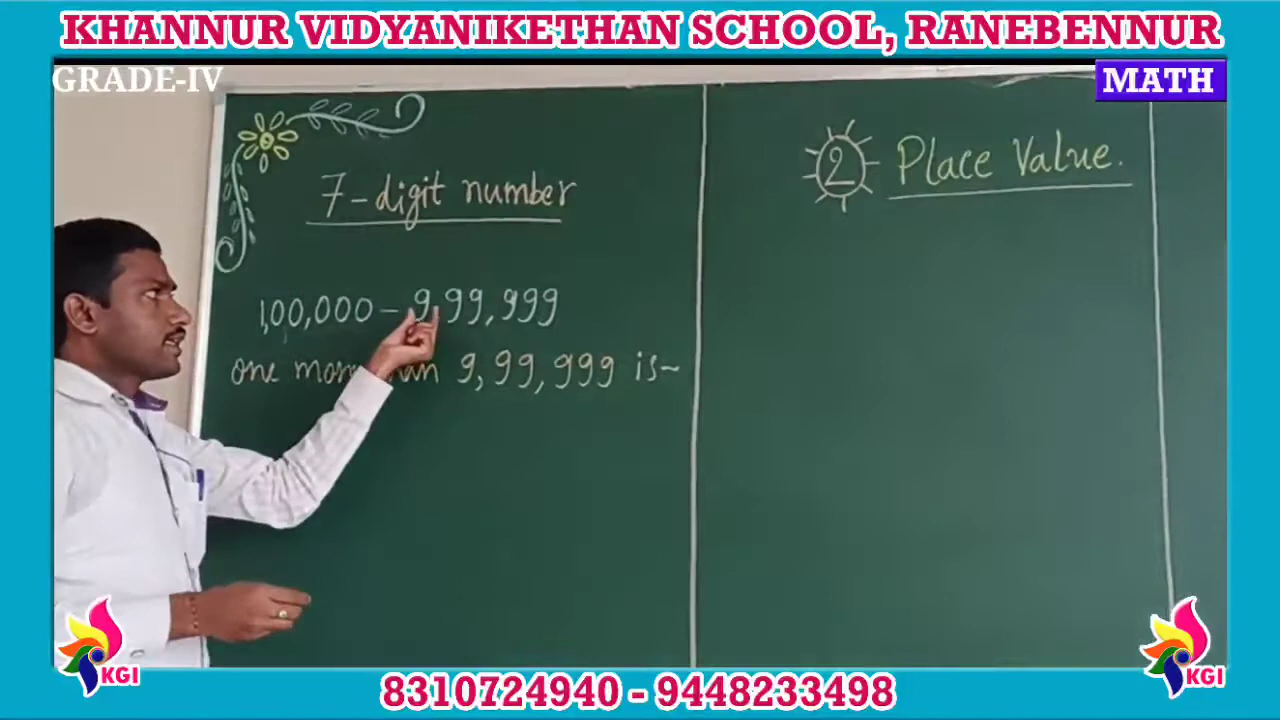 KHANNUR VIDYANIKETHAN SCHOOL, RANEBENNUR
GRADE-IV
MATH
7-digit number
1,00,000 - 9,99,999
one more than 9,99,999 is-
2 Place Value.
KGI
KGI
8310724940 - 9448233498